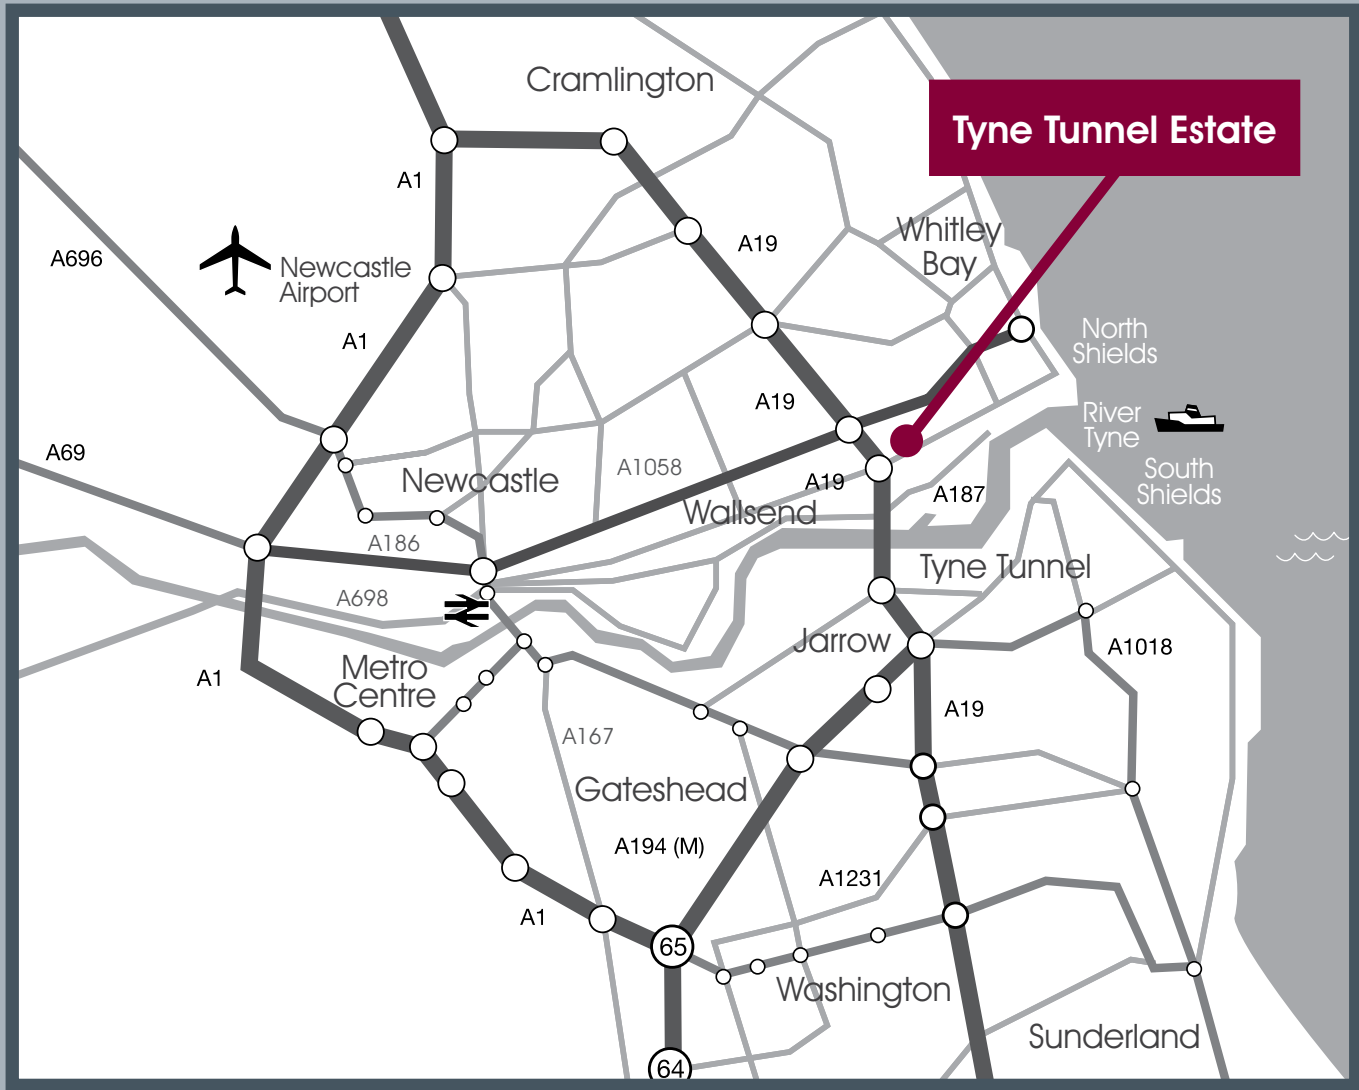 Cramlington
Tyne Tunnel Estate
A1
A696
Newcastle
Airport
A19
Whitley
Bay
A1
North
Shields
A19
River
Tyne
A69
Newcastle
A1058
A19
A187
South
Shields
Wallsend
A186
Tyne Tunnel
A698
Jarrow
A1018
Metro
Centre
A1
A19
A167
Gateshead
A194 (M)
A1231
A1
65
Washington
Sunderland
64